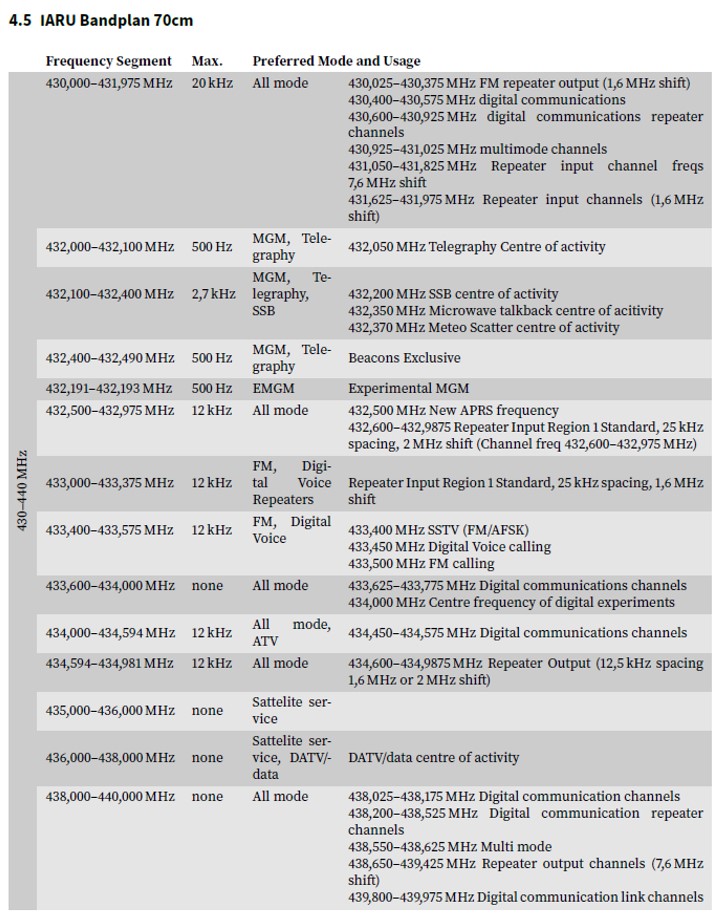 4.5 IARU Bandplan 70cm
Frequency Segment Max. Preferred Mode and Usage
430–440 MHz
430,000–431,975 MHz 20 kHz All mode 430,025–430,375 MHz FM repeater output (1,6 MHz shift)
430,400–430,575 MHz digital communications
430,600–430,925 MHz digital communications repeater
channels
430,925–431,025 MHz multimode channels
431,050–431,825 MHz Repeater input channel freqs
7,6 MHz shift
431,625–431,975 MHz Repeater input channels (1,6 MHz
shift)
432,000–432,100 MHz 500 Hz MGM, Tele-
graphy
432,050 MHz Telegraphy Centre of activity
432,100–432,400 MHz 2,7 kHz MGM, Te-
legraphy,
SSB
432,200 MHz SSB centre of activity
432,350 MHz Microwave talkback centre of acitivity
432,370 MHz Meteo Scatter centre of activity
432,400–432,490 MHz 500 Hz MGM, Tele-
graphy
Beacons Exclusive
432,191–432,193 MHz 500 Hz EMGM Experimental MGM
432,500–432,975 MHz 12 kHz All mode 432,500 MHz New APRS frequency
432,600–432,9875 Repeater Input Region 1 Standard, 25 kHz
spacing, 2 MHz shift (Channel freq 432,600–432,975 MHz)
433,000–433,375 MHz 12 kHz FM, Digi-
tal Voice
Repeaters
Repeater Input Region 1 Standard, 25 kHz spacing, 1,6 MHz
shift
433,400–433,575 MHz 12 kHz FM, Digital
Voice
433,400 MHz SSTV (FM/AFSK)
433,450 MHz Digital Voice calling
433,500 MHz FM calling
433,600–434,000 MHz none All mode 433,625–433,775 MHz Digital communications channels
434,000 MHz Centre frequency of digital experiments
434,000–434,594 MHz 12 kHz All mode,
ATV
434,450–434,575 MHz Digital communications channels
434,594–434,981 MHz 12 kHz All mode 434,600–434,9875 MHz Repeater Output (12,5 kHz spacing
1,6 MHz or 2 MHz shift)
435,000–436,000 MHz none Sattelite ser-
vice
436,000–438,000 MHz none Sattelite ser-
vice, DATV/-
data
DATV/data centre of activity
438,000–440,000 MHz none All mode 438,025–438,175 MHz Digital communication channels
438,200–438,525 MHz Digital communication repeater
channels
438,550–438,625 MHz Multi mode
438,650–439,425 MHz Repeater output channels (7,6 MHz
shift)
439,800–439,975 MHz Digital communication link channels